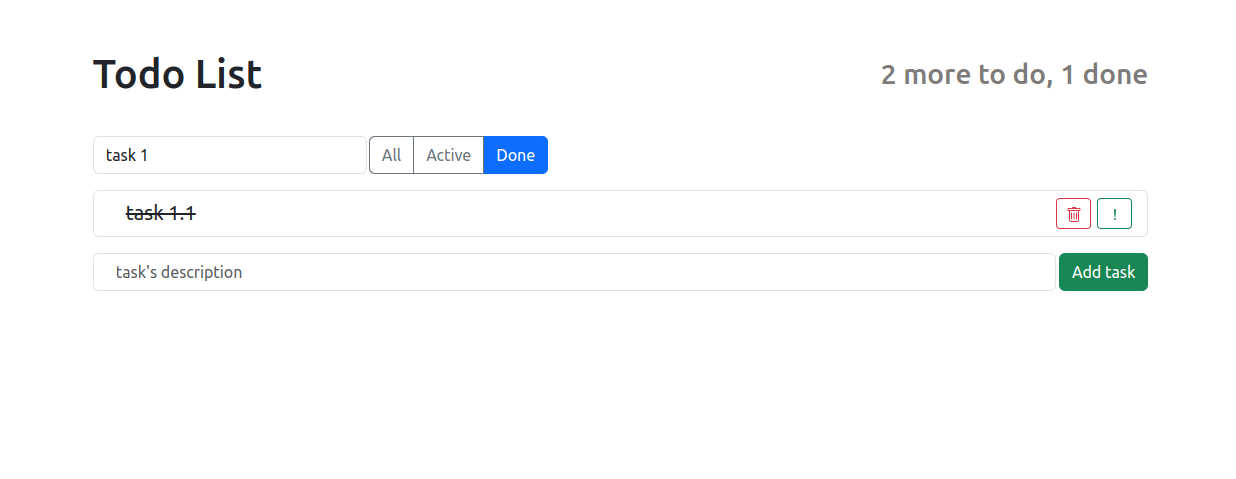 Todo List
2 more to do, 1 done
task 1
All Active Done
task 1.1
!
task's description
Add task